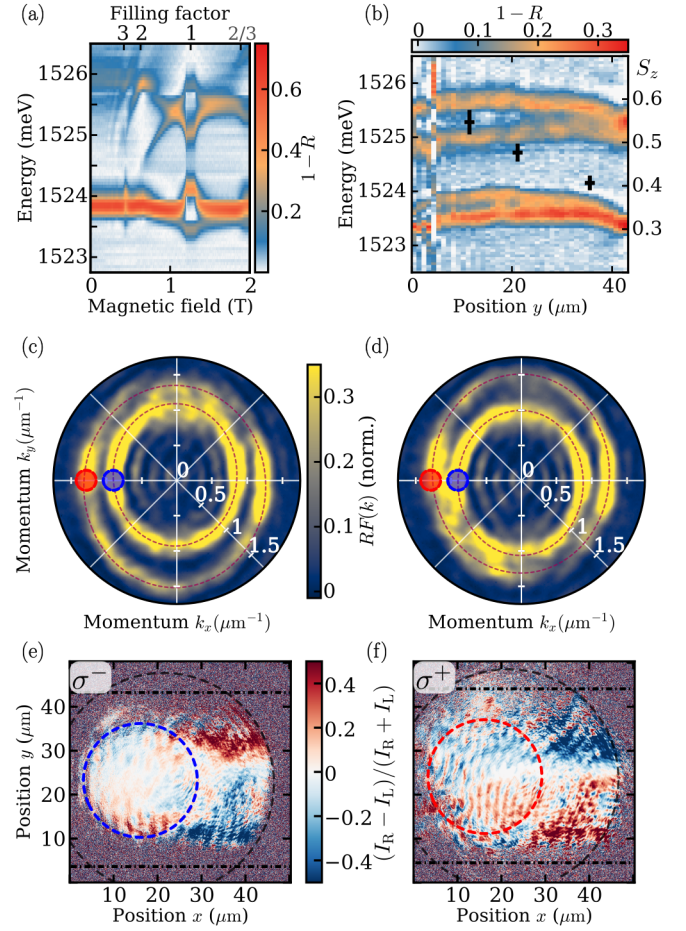 (a)
Filling factor
3 2 1 2/3
1526
1525
1524
1523
Energy (meV)
0 1 2
Magnetic field (T)
0.6
0.4
0.2
1−R
(b)
1−R
0 0.1 0.2 0.3
S_z
1526
1525
1524
1523
Energy (meV)
0.6
0.5
0.4
0.3
0 20 40
Position y (μm)
(c)
Momentum k_y(μm⁻¹)
0
0.5
1
1.5
Momentum k_x(μm⁻¹)
0.3
0.2
0.1
0
RF(k) (norm.)
(d)
0
0.5
1
1.5
Momentum k_x(μm⁻¹)
(e)
σ⁻
50
40
30
20
10
Position y (μm)
10 20 30 40
Position x (μm)
0.4
0.2
0
−0.2
−0.4
(I_R − I_L)/(I_R + I_L)
(f)
σ⁺
10 20 30 40
Position x (μm)